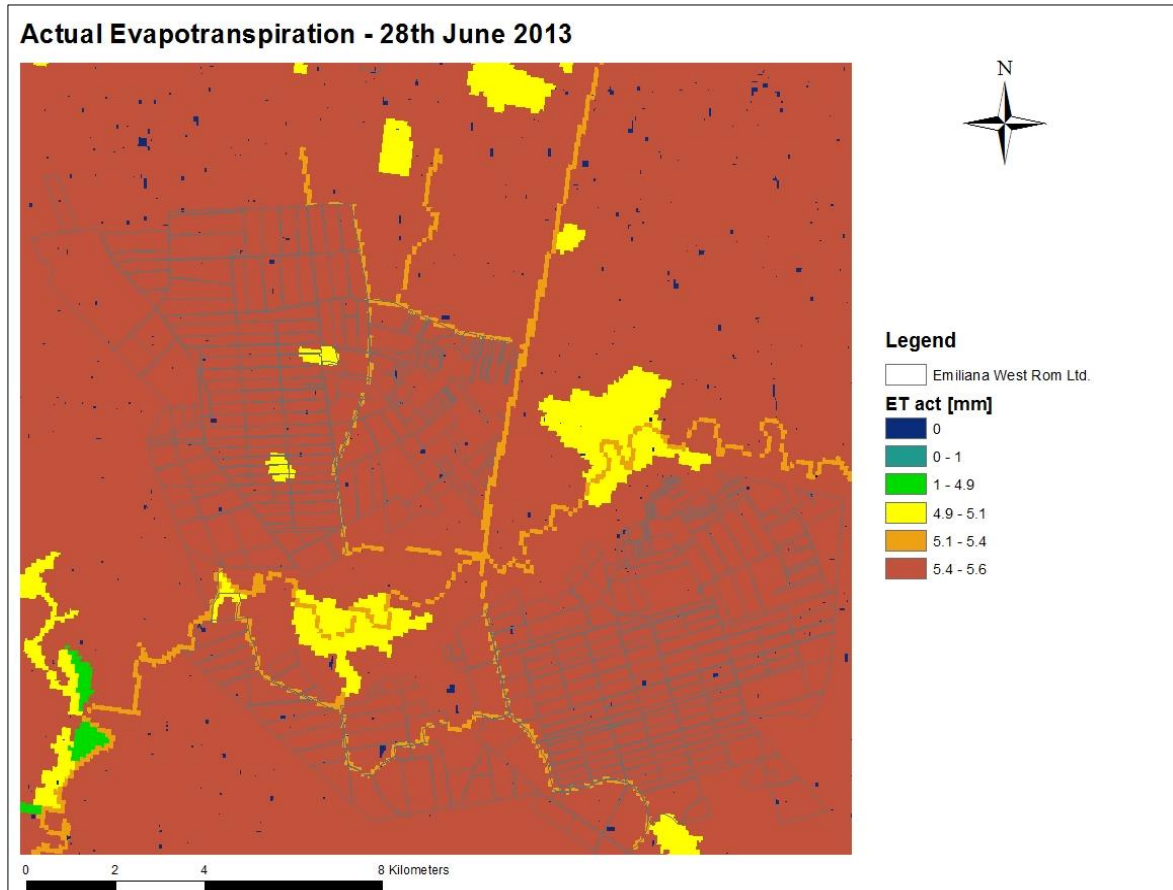 Actual Evapotranspiration - 28th June 2013
N
Legend
Emiliana West Rom Ltd.
ET act [mm]
0
0 - 1
1 - 4.9
4.9 - 5.1
5.1 - 5.4
5.4 - 5.6
0 2 4 8 Kilometers